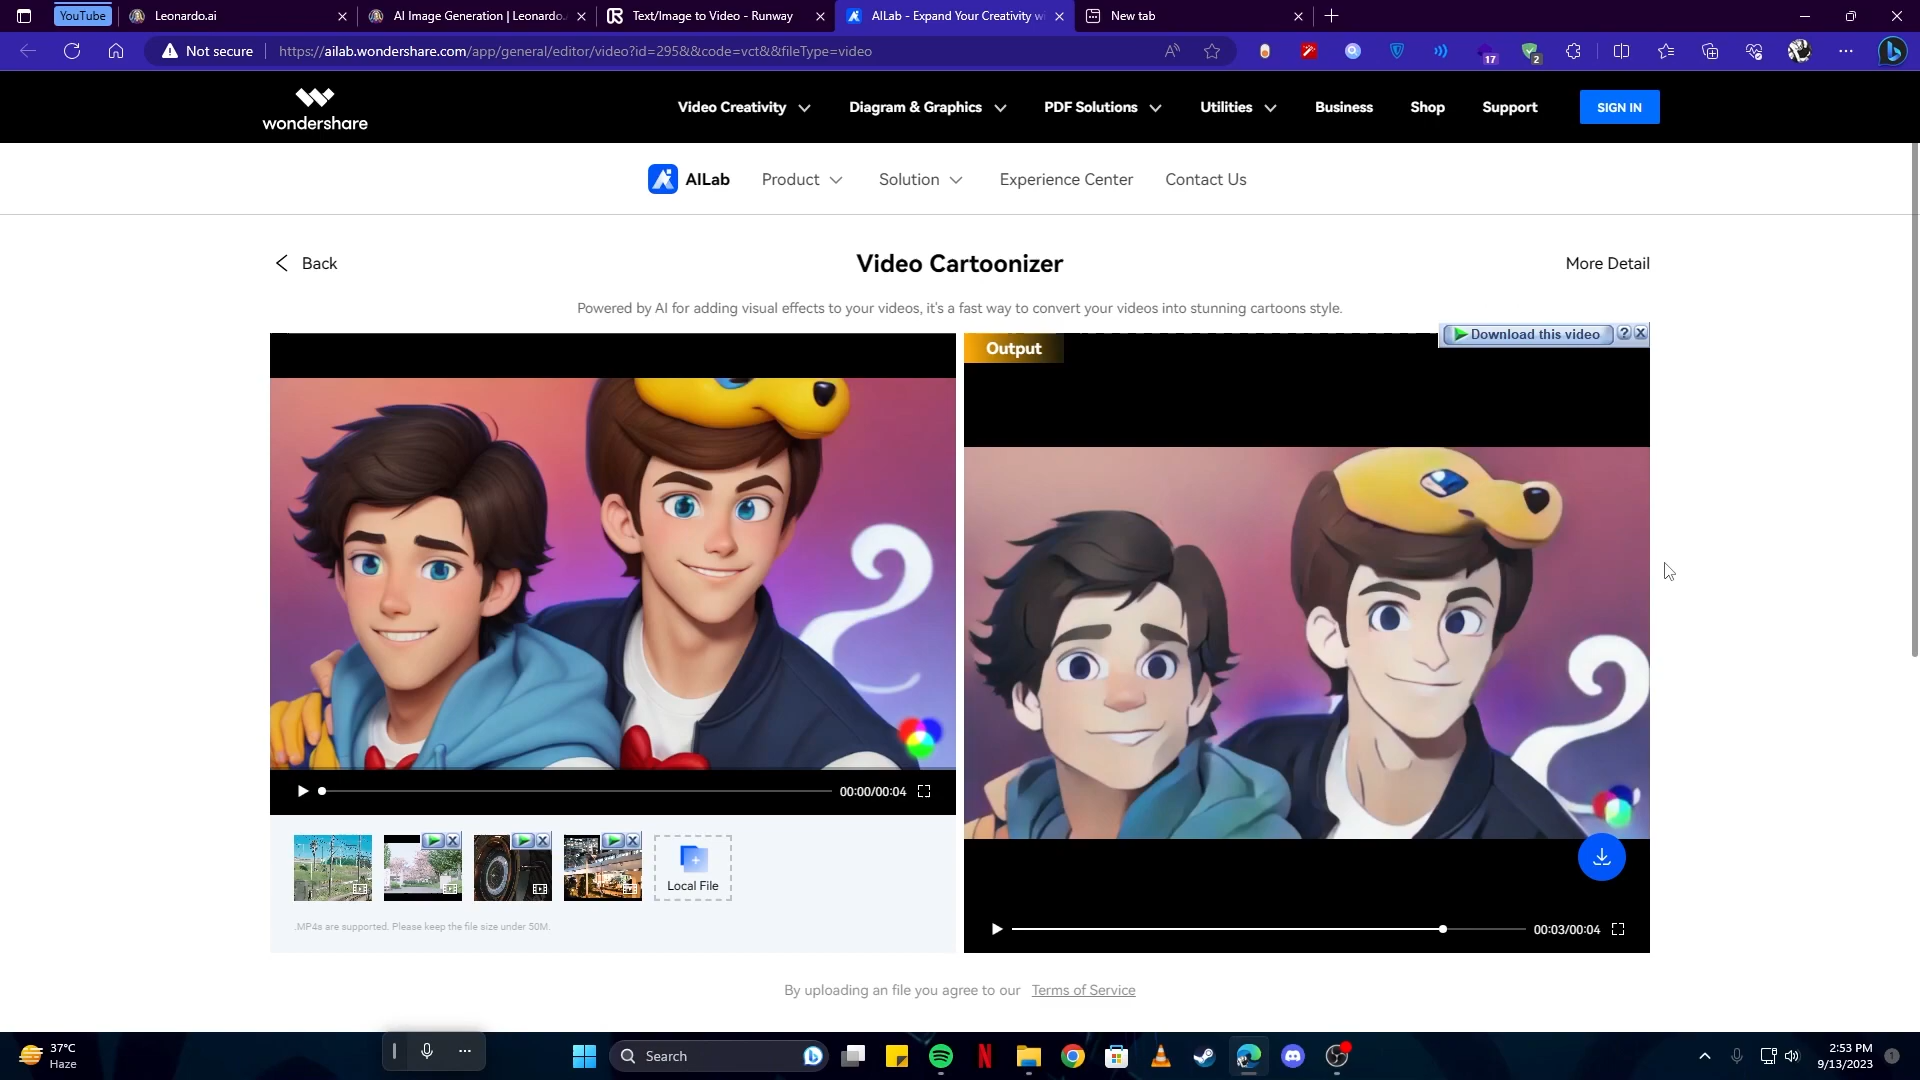 YouTube
Leonardo.ai
AI Image Generation | Leonardo.
Text/Image to Video - Runway
AILab - Expand Your Creativity wi
New tab
Not secure
https://ailab.wondershare.com/app/general/editor/video?id=295&&code=vct&&fileType=video
17
2
wondershare
Video Creativity
Diagram & Graphics
PDF Solutions
Utilities
Business
Shop
Support
SIGN IN
AILab
Product
Solution
Experience Center
Contact Us
Back
Video Cartoonizer
More Detail
Powered by AI for adding visual effects to your videos, it's a fast way to convert your videos into stunning cartoons style.
Output
Download this video
00:00/00:04
Local File
.MP4s are supported. Please keep the file size under 50M.
00:03/00:04
By uploading an file you agree to our Terms of Service
37°C
Haze
Search
2:53 PM
9/13/2023
1